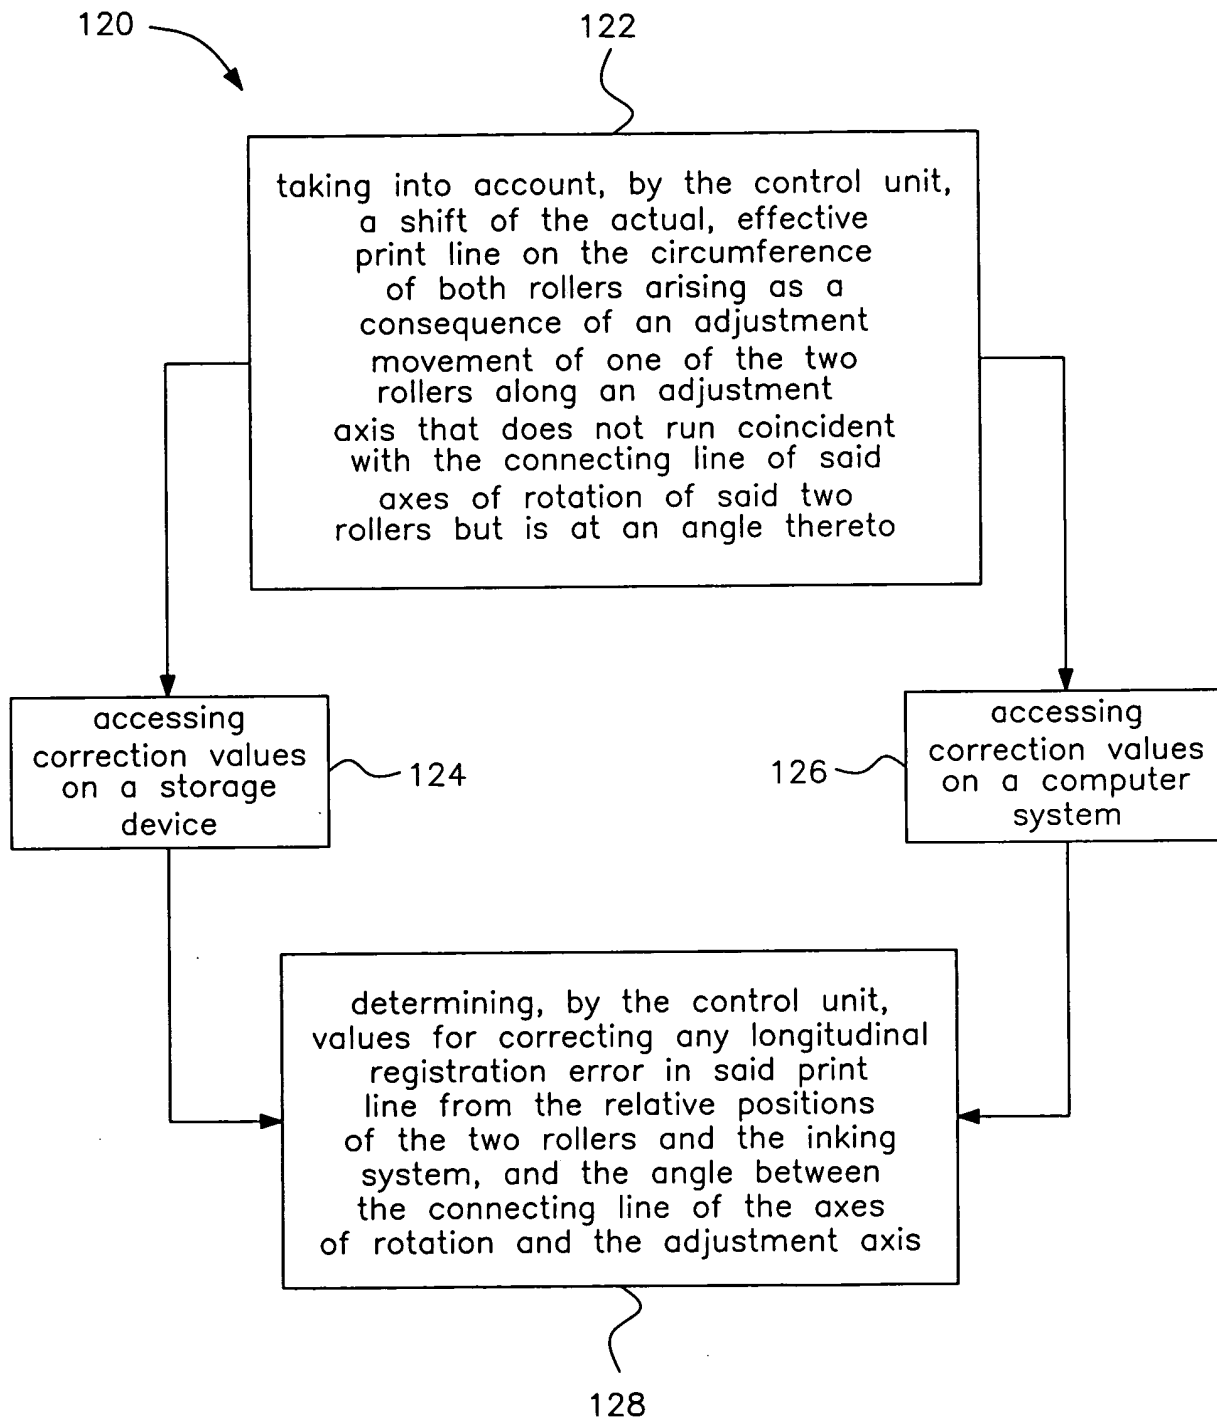 120
122
taking into account, by the control unit,
a shift of the actual, effective
print line on the circumference
of both rollers arising as a
consequence of an adjustment
movement of one of the two
rollers along an adjustment
axis that does not run coincident
with the connecting line of said
axes of rotation of said two
rollers but is at an angle thereto
accessing
correction values
on a storage
device
124
126
accessing
correction values
on a computer
system
determining, by the control unit,
values for correcting any longitudinal
registration error in said print
line from the relative positions
of the two rollers and the inking
system, and the angle between
the connecting line of the axes
of rotation and the adjustment axis
128